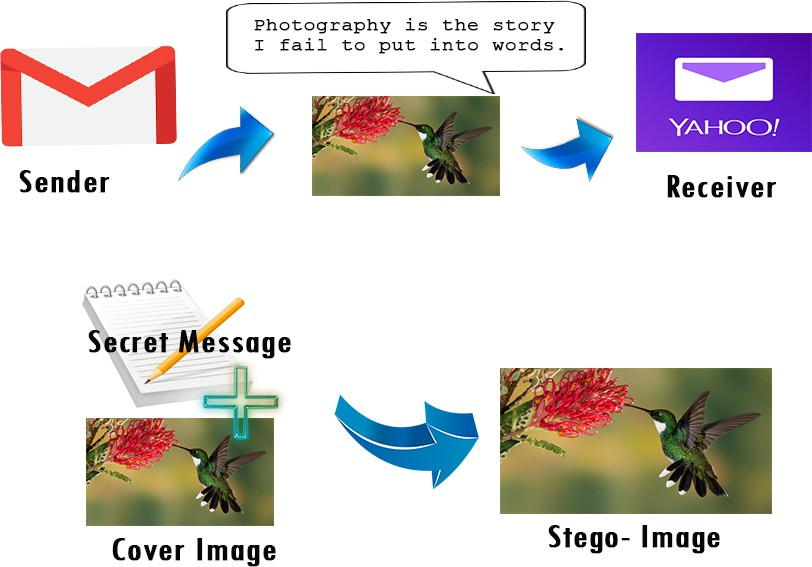 Photography is the story
I fail to put into words.
YAHOO!
Sender
Receiver
Secret Message
Cover Image
Stego- Image